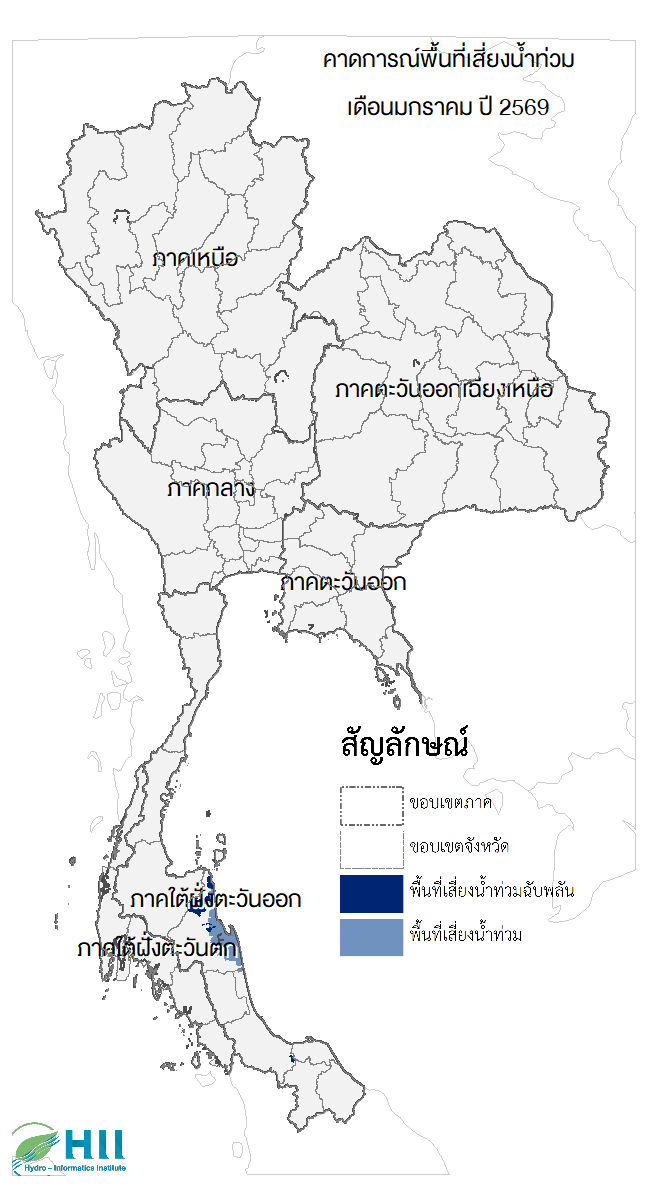 คาดการณ์พื้นที่เสี่ยงน้ำท่วม
เดือนมกราคม ปี 2569
ภาคเหนือ
ภาคตะวันออกเฉียงเหนือ
ภาคกลาง
ภาคตะวันออก
สัญลักษณ์
ขอบเขตภาค
ขอบเขตจังหวัด
พื้นที่เสี่ยงน้ำท่วมฉับพลัน
พื้นที่เสี่ยงน้ำท่วม
ภาคใต้ฝั่งตะวันออก
ภาคใต้ฝั่งตะวันตก
HII
Hydro - Informatics Institute